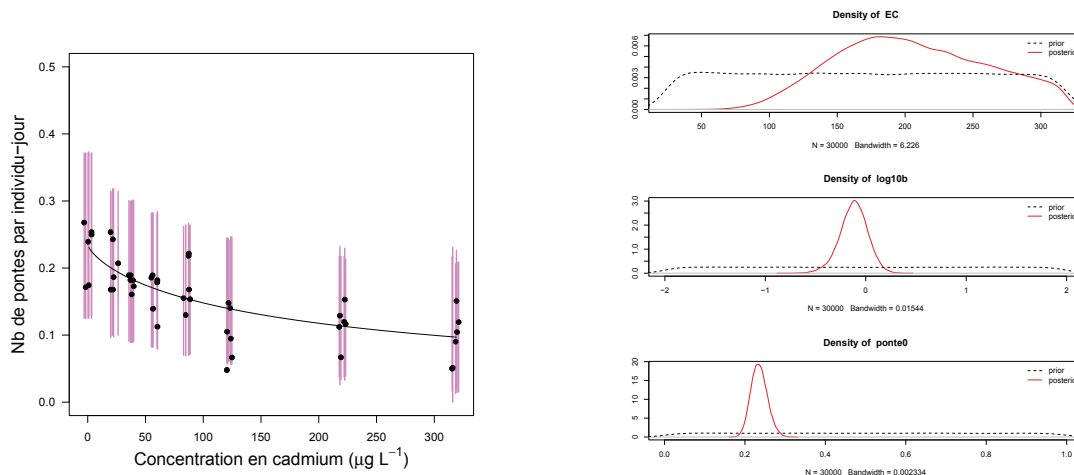 Nb de pontes par individu−jour
0.5
0.4
0.3
0.2
0.1
0.0
0 50 100 150 200 250 300
Concentration en cadmium (μg L−1)
Density of EC
0.000 0.003 0.006
prior
posterio
50 100 150 200 250 300
N = 30000 Bandwidth = 6.226
Density of log10b
0.0 1.0 2.0 3.0
prior
posterio
−2 −1 0 1 2
N = 30000 Bandwidth = 0.01544
Density of ponte0
0 5 10 15 20
prior
posterio
0.0 0.2 0.4 0.6 0.8 1.0
N = 30000 Bandwidth = 0.002334